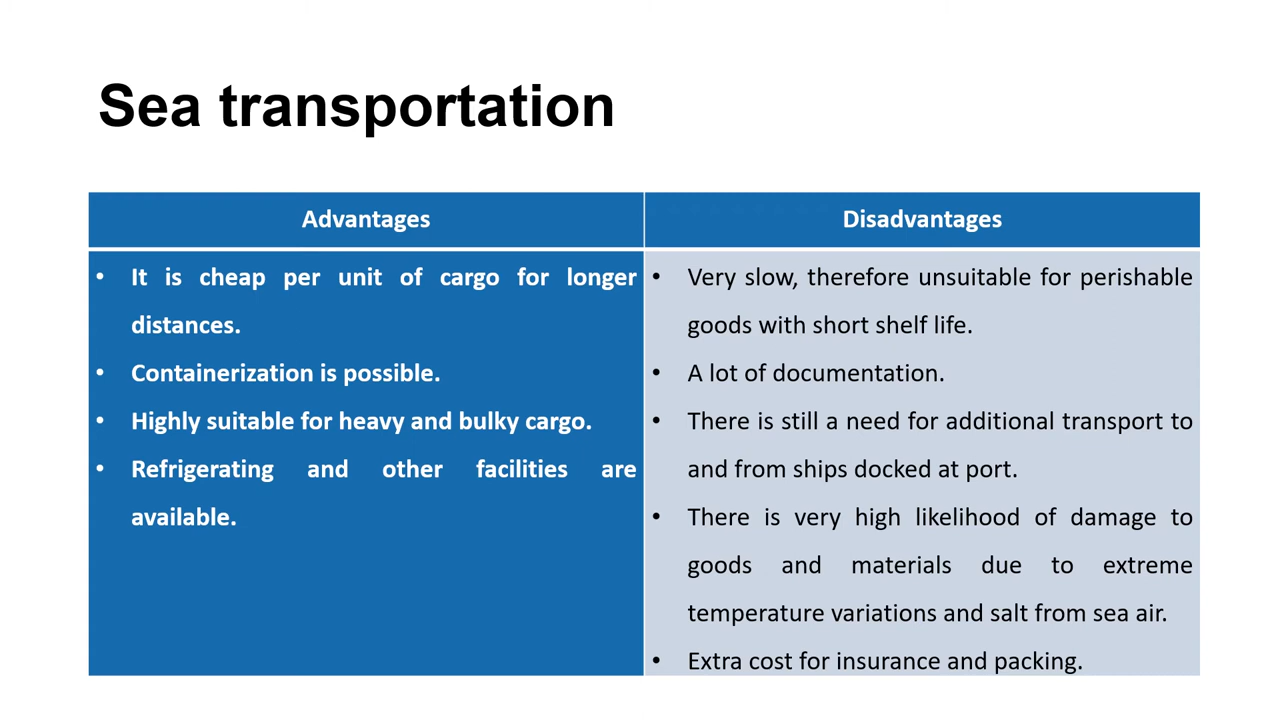 Sea transportation
Advantages
• It is cheap per unit of cargo for longer
distances.
• Containerization is possible.
• Highly suitable for heavy and bulky cargo.
• Refrigerating and other facilities are
available.
Disadvantages
• Very slow, therefore unsuitable for perishable
goods with short shelf life.
• A lot of documentation.
• There is still a need for additional transport to
and from ships docked at port.
• There is very high likelihood of damage to
goods and materials due to extreme
temperature variations and salt from sea air.
• Extra cost for insurance and packing.